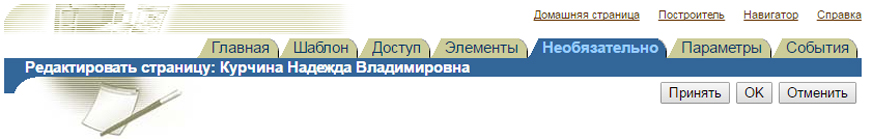 Домашняя страница Построитель Навигатор Справка
Главная Шаблон Доступ Элементы Необязательно Параметры События
Редактировать страницу: Курчина Надежда Владимировна
Принять OK Отменить